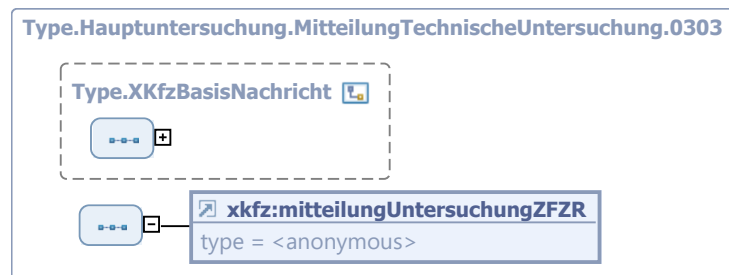 Type.Hauptuntersuchung.MitteilungTechnischeUntersuchung.0303
Type.XKfzBasisNachricht
xkfz:mitteilungUntersuchungZFZR
type = <anonymous>